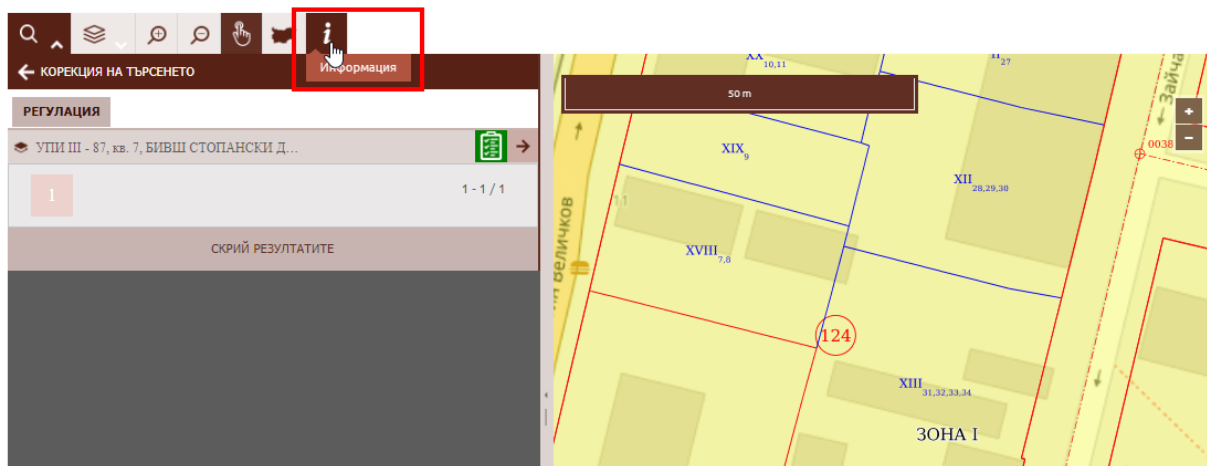 i
Информация
КОРЕКЦИЯ НА ТЪРСЕНЕТО
РЕГУЛАЦИЯ
УПИ III - 87, кв. 7, БИВШ СТОПАНСКИ Д...
1
1 - 1 / 1
СКРИЙ РЕЗУЛТАТИТЕ
XX 10,11
II 27
50 m
+
−
Зайча
0038
XIX 9
XII 28,29,30
11
Величков
XVIII 7,8
124
XIII 31,32,33,34
ЗОНА I